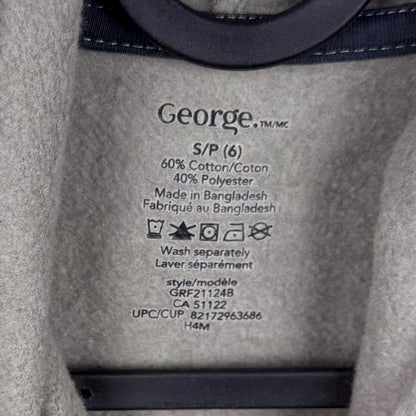 George.TM/MC
S/P (6)
60% Cotton/Coton
40% Polyester
Made in Bangladesh
Fabriqué au Bangladesh
Wash separately
Laver séparément
style/modèle
GRF21124B
CA 51122
UPC/CUP 82172963686
H4M